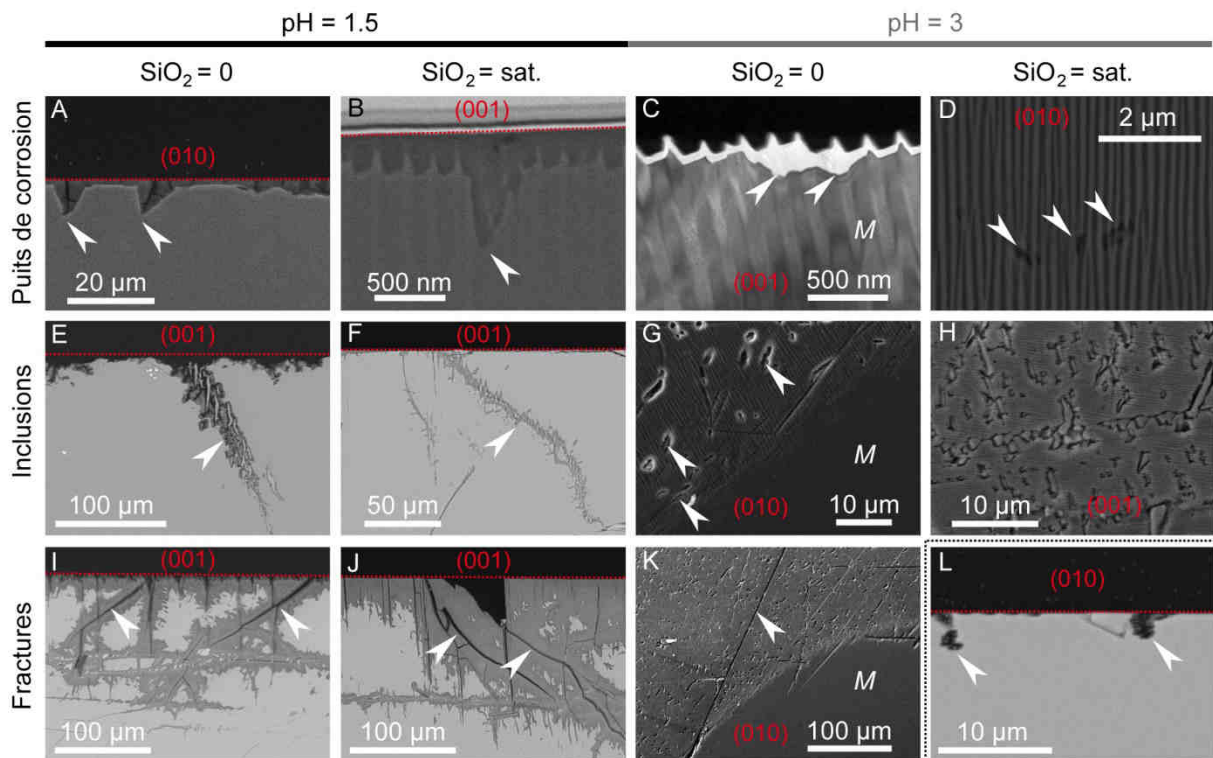 pH = 1.5 pH = 3
SiO₂ = 0 SiO₂ = sat. SiO₂ = 0 SiO₂ = sat.
Puits de corrosion
A (010) 20 µm
B (001) 500 nm
C M (001) 500 nm
D (010) 2 µm
Inclusions
E (001) 100 µm
F (001) 50 µm
G M (010) 10 µm
H 10 µm (001)
Fractures
I (001) 100 µm
J (001) 100 µm
K M (010) 100 µm
L (010) 10 µm